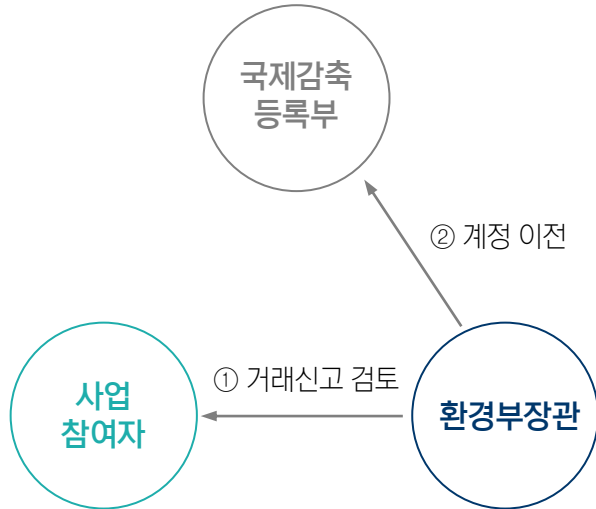 국제감축
등록부
② 계정 이전
① 거래신고 검토
사업
참여자
환경부장관